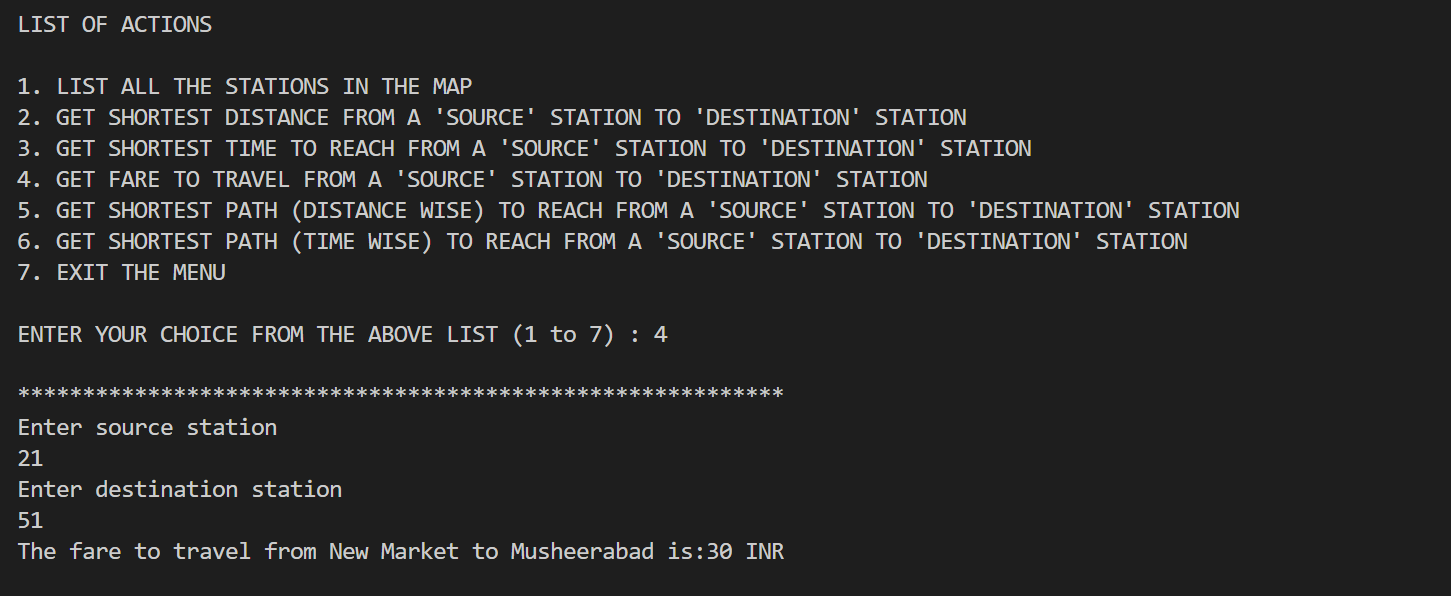 LIST OF ACTIONS
1. LIST ALL THE STATIONS IN THE MAP
2. GET SHORTEST DISTANCE FROM A 'SOURCE' STATION TO 'DESTINATION' STATION
3. GET SHORTEST TIME TO REACH FROM A 'SOURCE' STATION TO 'DESTINATION' STATION
4. GET FARE TO TRAVEL FROM A 'SOURCE' STATION TO 'DESTINATION' STATION
5. GET SHORTEST PATH (DISTANCE WISE) TO REACH FROM A 'SOURCE' STATION TO 'DESTINATION' STATION
6. GET SHORTEST PATH (TIME WISE) TO REACH FROM A 'SOURCE' STATION TO 'DESTINATION' STATION
7. EXIT THE MENU
ENTER YOUR CHOICE FROM THE ABOVE LIST (1 to 7) : 4
***********************************************************
Enter source station
21
Enter destination station
51
The fare to travel from New Market to Musheerabad is:30 INR